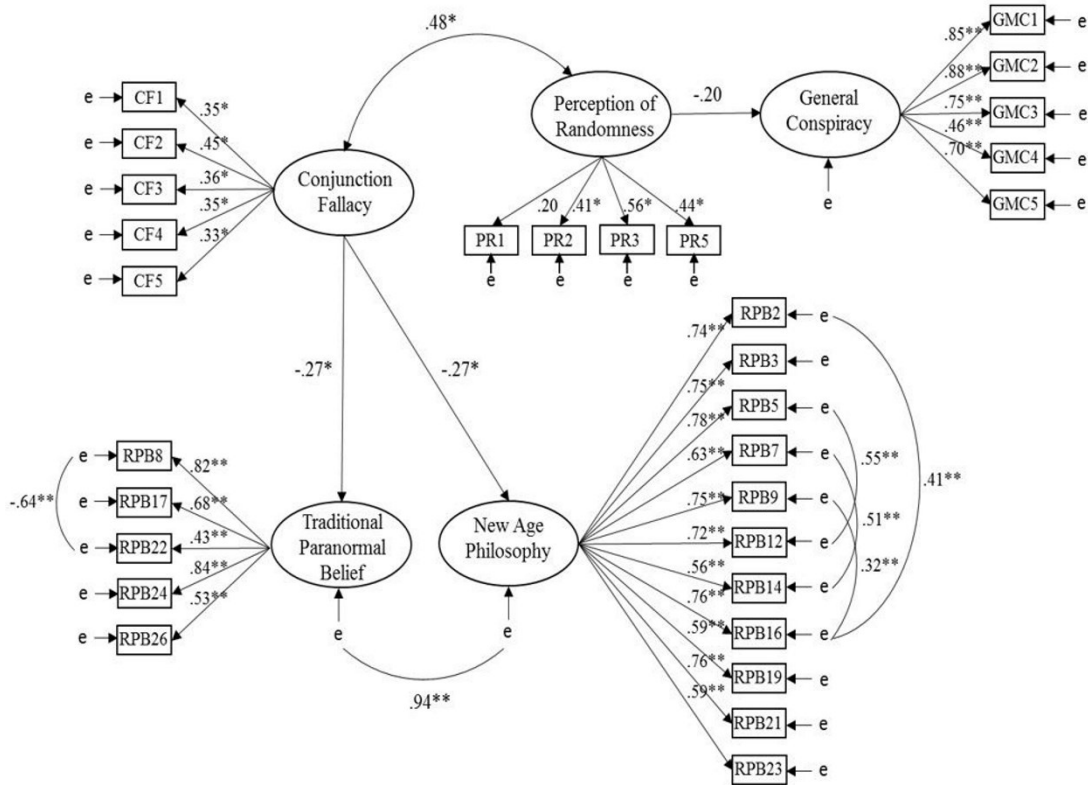 .48*
GMC1
e
.85**
GMC2
e
.88**
GMC3
e
.75**
GMC4
e
.46**
GMC5
e
.70**
General
Conspiracy
e
-.20
Perception of
Randomness
.20
.41*
.56*
.44*
PR1
PR2
PR3
PR5
e
e
e
e
e
CF1
.35*
e
CF2
.45*
e
CF3
.36*
e
CF4
.35*
e
CF5
.33*
Conjunction
Fallacy
-.27*
-.27*
e
RPB8
.82**
e
RPB17
.68**
-.64**
e
RPB22
.43**
e
RPB24
.84**
e
RPB26
.53**
Traditional
Paranormal
Belief
e
New Age
Philosophy
e
.94**
.74**
RPB2
e
.75**
RPB3
e
.78**
RPB5
e
.63**
RPB7
e
.75**
RPB9
e
.72**
RPB12
e
.56**
RPB14
e
.76**
RPB16
e
.59**
RPB19
e
.76**
RPB21
e
.59**
RPB23
e
.55**
.41**
.51**
.32**